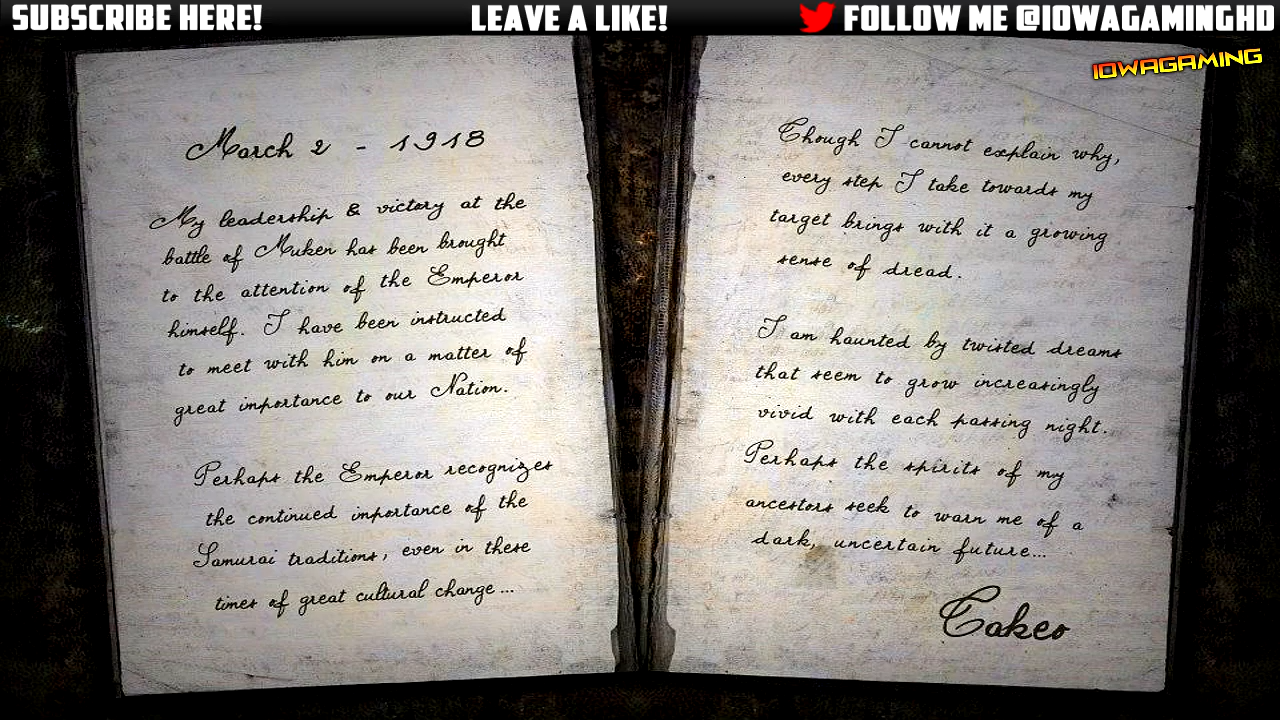 SUBSCRIBE HERE!
LEAVE A LIKE!
FOLLOW ME @IOWAGAMINGHD
IOWAGAMING
March 2 - 1918
My leadership & victory at the
battle of Muken has been brought
to the attention of the Emperor
himself. I have been instructed
to meet with him on a matter of
great importance to our Nation.
Perhaps the Emperor recognizes
the continued importance of the
Samurai traditions, even in these
times of great cultural change...
Though I cannot explain why,
every step I take towards my
target brings with it a growing
sense of dread.
I am haunted by twisted dreams
that seem to grow increasingly
vivid with each passing night.
Perhaps the spirits of my
ancestors seek to warn me of a
dark, uncertain future...
Takeo